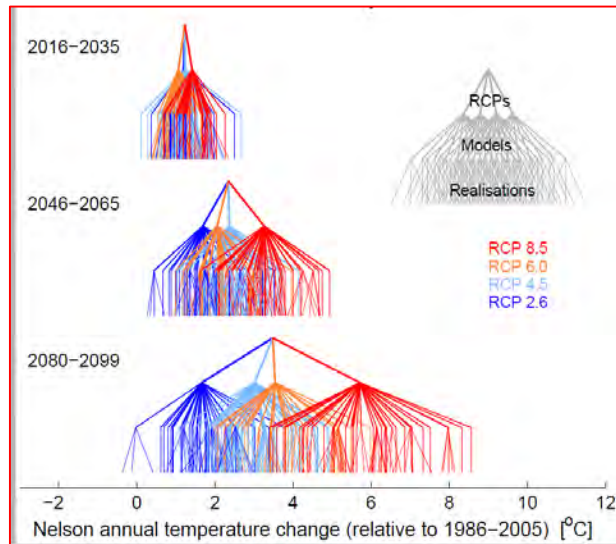 2016−2035
RCPs
Models
Realisations
2046−2065
RCP 8.5
RCP 6.0
RCP 4.5
RCP 2.6
2080−2099
−2 0 2 4 6 8 10 12
Nelson annual temperature change (relative to 1986−2005) [°C]